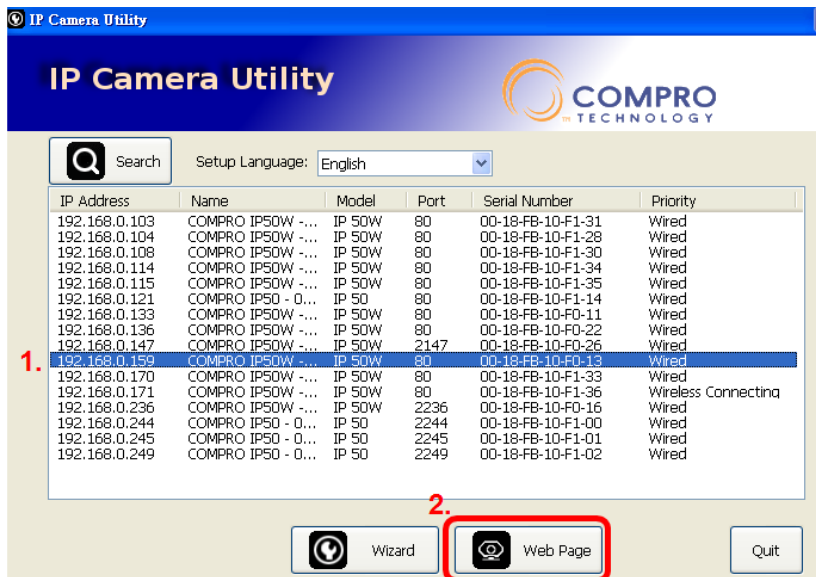 IP Camera Utility
IP Camera Utility
COMPRO
TECHNOLOGY
Search Setup Language: English
IP Address Name Model Port Serial Number Priority
192.168.0.103 COMPRO IP50W -... IP 50W 80 00-18-FB-10-F1-31 Wired
192.168.0.104 COMPRO IP50W -... IP 50W 80 00-18-FB-10-F1-28 Wired
192.168.0.108 COMPRO IP50W -... IP 50W 80 00-18-FB-10-F1-30 Wired
192.168.0.114 COMPRO IP50W -... IP 50W 80 00-18-FB-10-F1-34 Wired
192.168.0.115 COMPRO IP50W -... IP 50W 80 00-18-FB-10-F1-35 Wired
192.168.0.121 COMPRO IP50 - 0... IP 50 80 00-18-FB-10-F1-14 Wired
192.168.0.133 COMPRO IP50W -... IP 50W 80 00-18-FB-10-F0-11 Wired
192.168.0.136 COMPRO IP50W -... IP 50W 80 00-18-FB-10-F0-22 Wired
192.168.0.147 COMPRO IP50W -... IP 50W 2147 00-18-FB-10-F0-26 Wired
1. 192.168.0.159 COMPRO IP50W -... IP 50W 80 00-18-FB-10-F0-13 Wired
192.168.0.170 COMPRO IP50W -... IP 50W 80 00-18-FB-10-F1-33 Wired
192.168.0.171 COMPRO IP50W -... IP 50W 80 00-18-FB-10-F1-36 Wireless Connecting
192.168.0.236 COMPRO IP50W -... IP 50W 2236 00-18-FB-10-F0-16 Wired
192.168.0.244 COMPRO IP50 - 0... IP 50 2244 00-18-FB-10-F1-00 Wired
192.168.0.245 COMPRO IP50 - 0... IP 50 2245 00-18-FB-10-F1-01 Wired
192.168.0.249 COMPRO IP50 - 0... IP 50 2249 00-18-FB-10-F1-02 Wired
2.
Wizard Web Page Quit